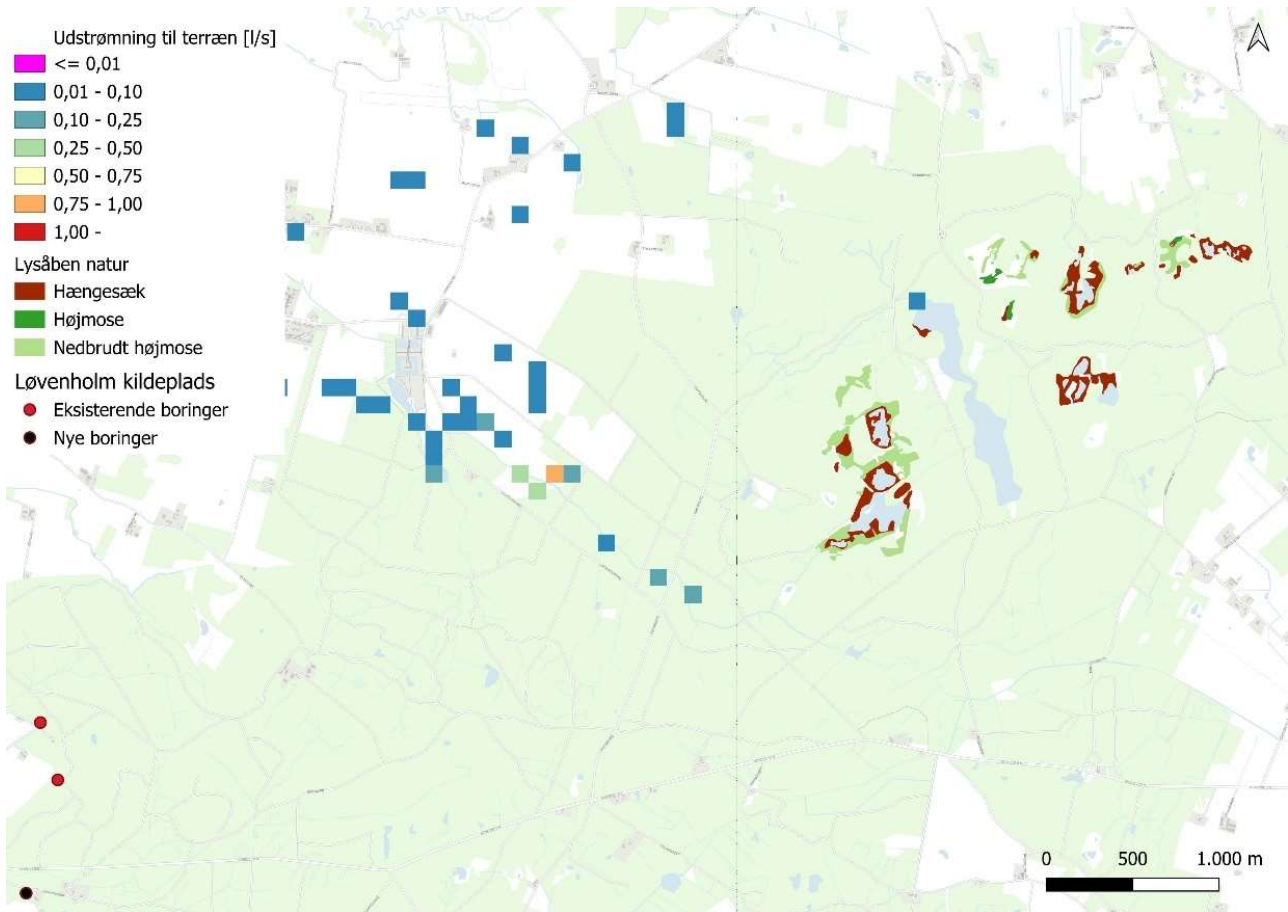 Udstrømning til terræn [l/s]
<= 0,01
0,01 - 0,10
0,10 - 0,25
0,25 - 0,50
0,50 - 0,75
0,75 - 1,00
1,00 -
Lysåben natur
Hængesæk
Højmose
Nedbrudt højmose
Løvenholm kildeplads
Eksisterende boringer
Nye boringer
0 500 1.000 m